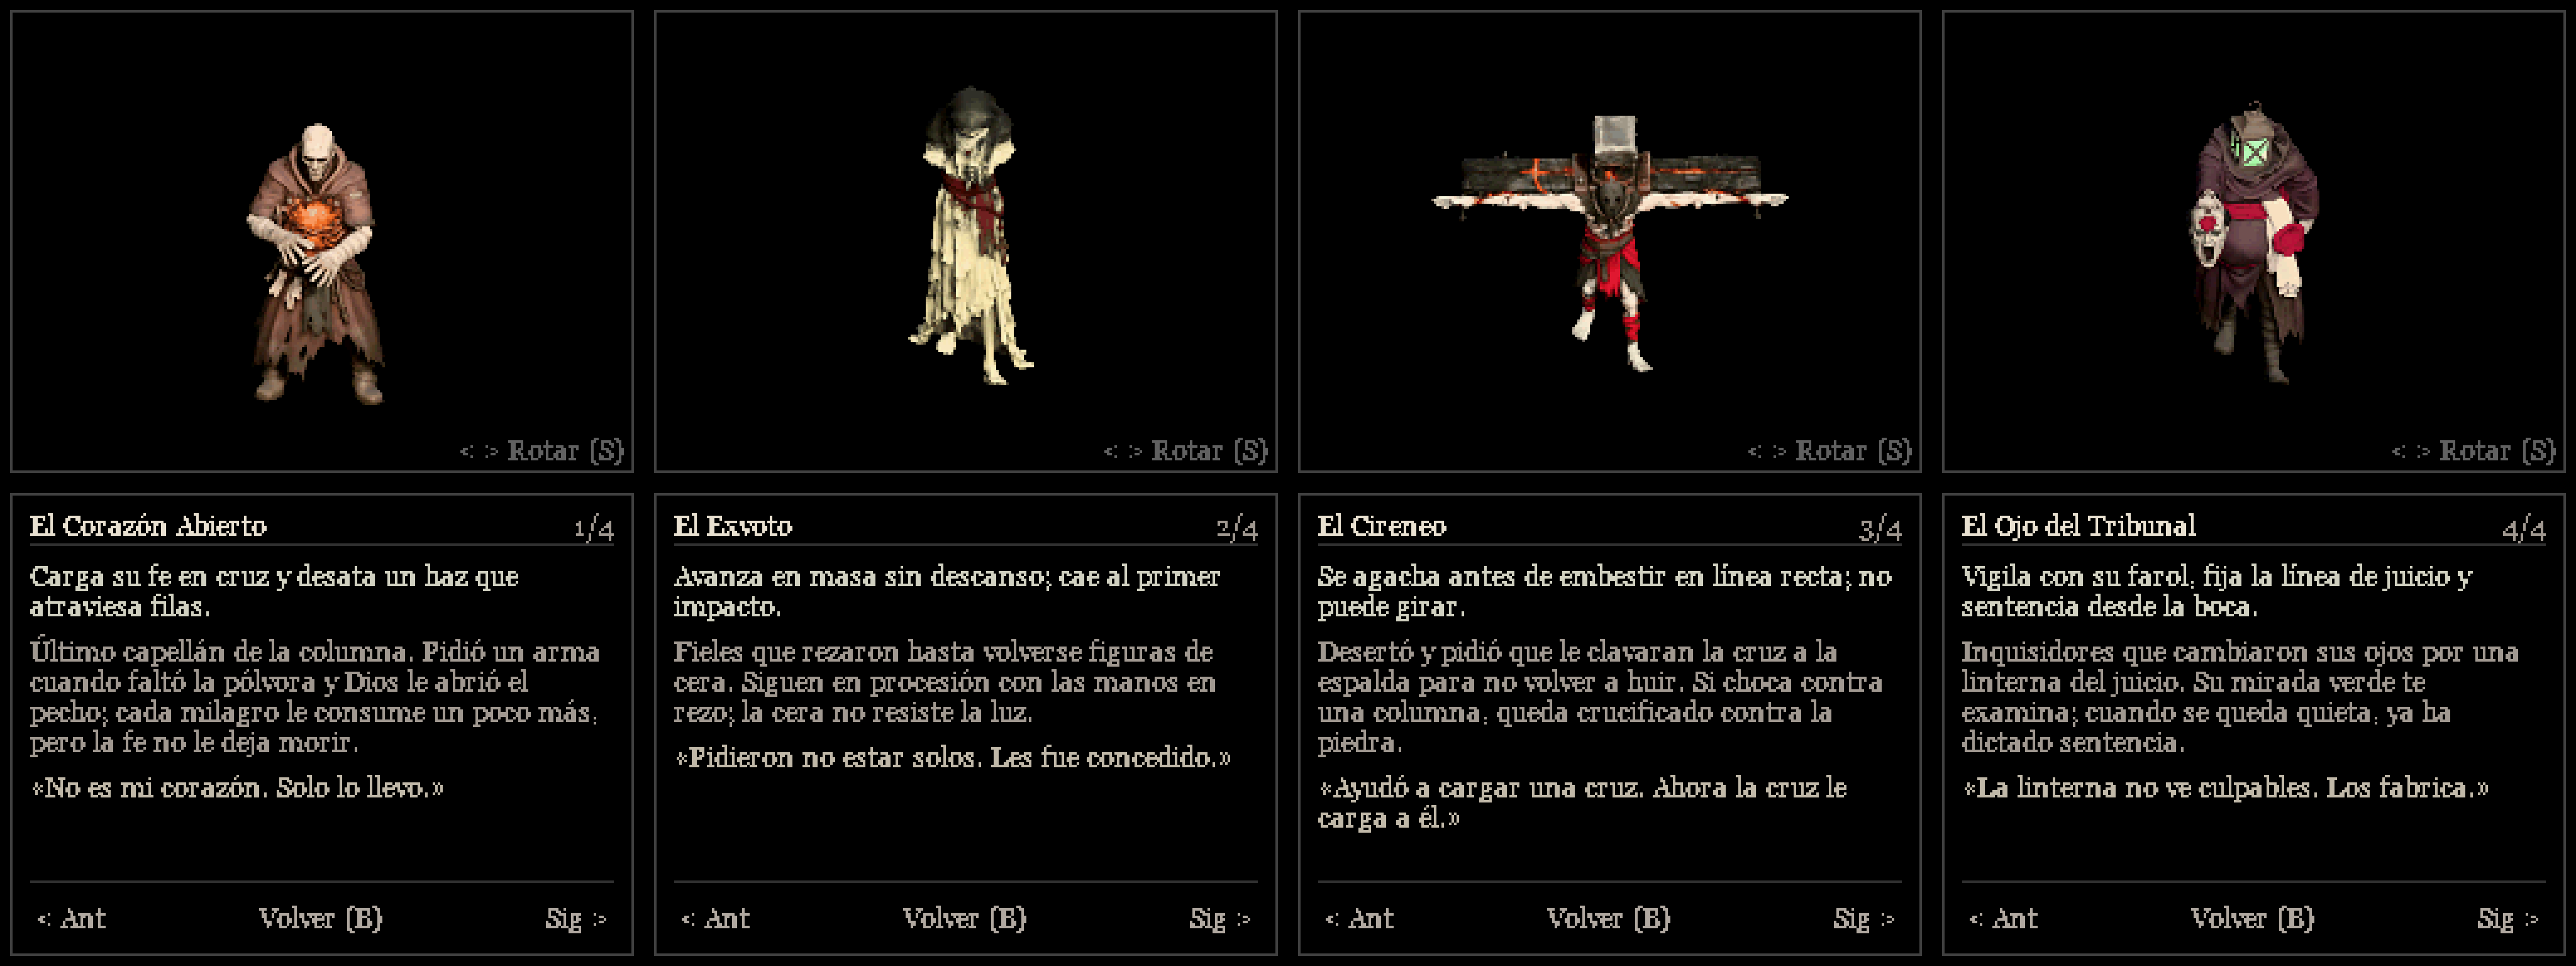 < > Rotar (S)
< > Rotar (S)
< > Rotar (S)
< > Rotar (S)
El Corazón Abierto 1/4
Carga su fe en cruz y desata un haz que
atraviesa filas.
Último capellán de la columna. Pidió un arma
cuando faltó la pólvora y Dios le abrió el
pecho; cada milagro le consume un poco más,
pero la fe no le deja morir.
«No es mi corazón. Solo lo llevo.»
< Ant Volver (B) Sig >
El Exvoto 2/4
Avanza en masa sin descanso; cae al primer
impacto.
Fieles que rezaron hasta volverse figuras de
cera. Siguen en procesión con las manos en
rezo; la cera no resiste la luz.
«Pidieron no estar solos. Les fue concedido.»
< Ant Volver (B) Sig >
El Cireneo 3/4
Se agacha antes de embestir en línea recta; no
puede girar.
Desertó y pidió que le clavaran la cruz a la
espalda para no volver a huir. Si choca contra
una columna, queda crucificado contra la
piedra.
«Ayudó a cargar una cruz. Ahora la cruz le
carga a él.»
< Ant Volver (B) Sig >
El Ojo del Tribunal 4/4
Vigila con su farol, fija la línea de juicio y
sentencia desde la boca.
Inquisidores que cambiaron sus ojos por una
linterna del juicio. Su mirada verde te
examina; cuando se queda quieta, ya ha
dictado sentencia.
«La linterna no ve culpables. Los fabrica.»
< Ant Volver (B) Sig >